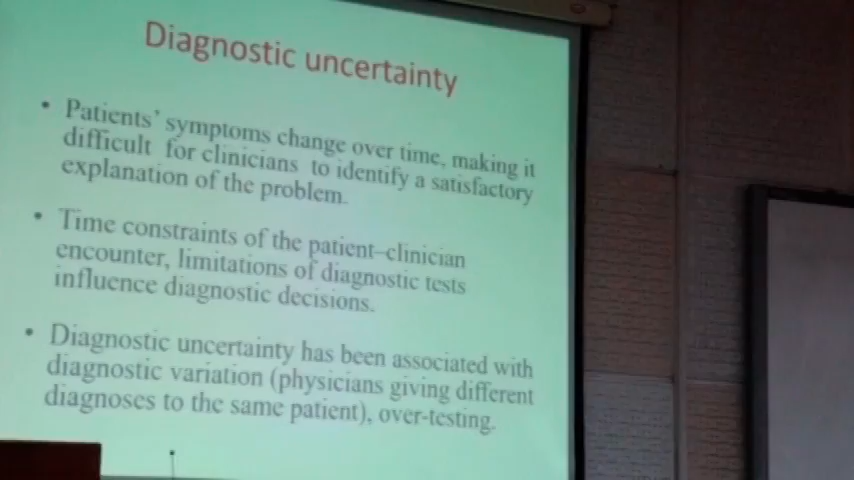 Diagnostic uncertainty
• Patients' symptoms change over time, making it
difficult for clinicians to identify a satisfactory
explanation of the problem.
• Time constraints of the patient–clinician
encounter, limitations of diagnostic tests
influence diagnostic decisions.
• Diagnostic uncertainty has been associated with
diagnostic variation (physicians giving different
diagnoses to the same patient), over-testing.